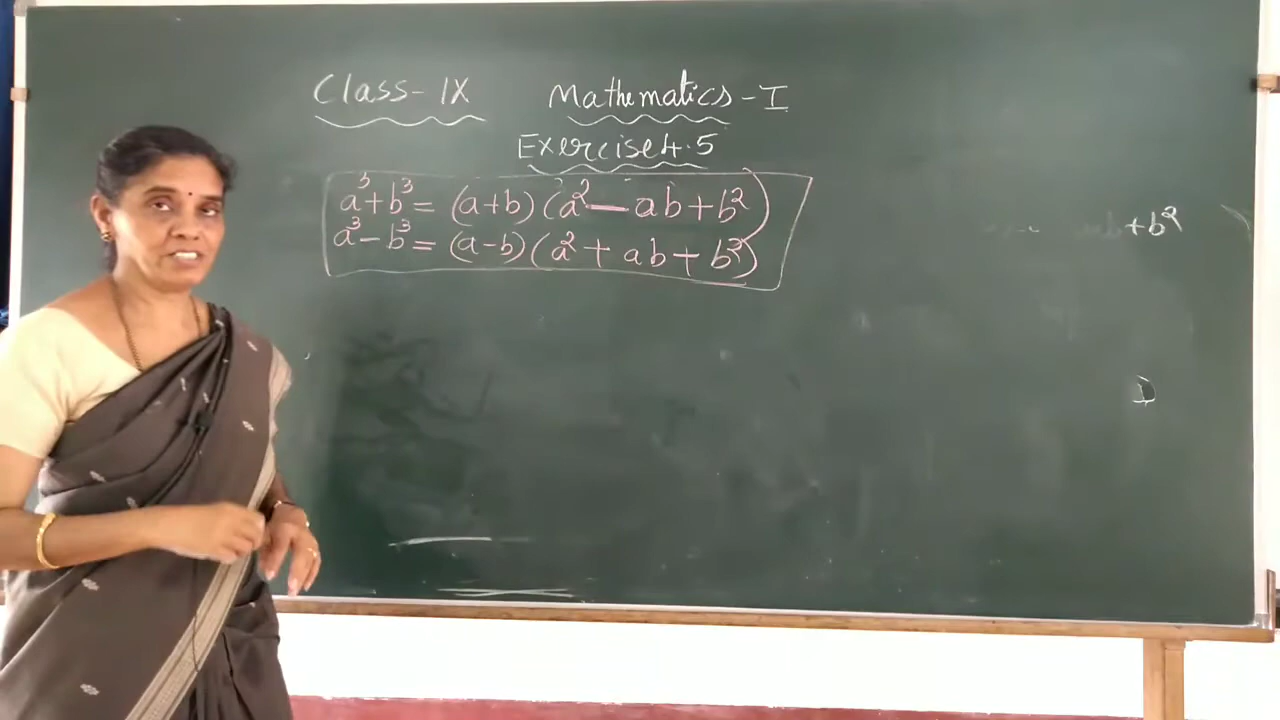 Class-IX Mathematics-I
Exercise 4.5
a³+b³=(a+b)(a²-ab+b²)
a³-b³=(a-b)(a²+ab+b²)
+b²